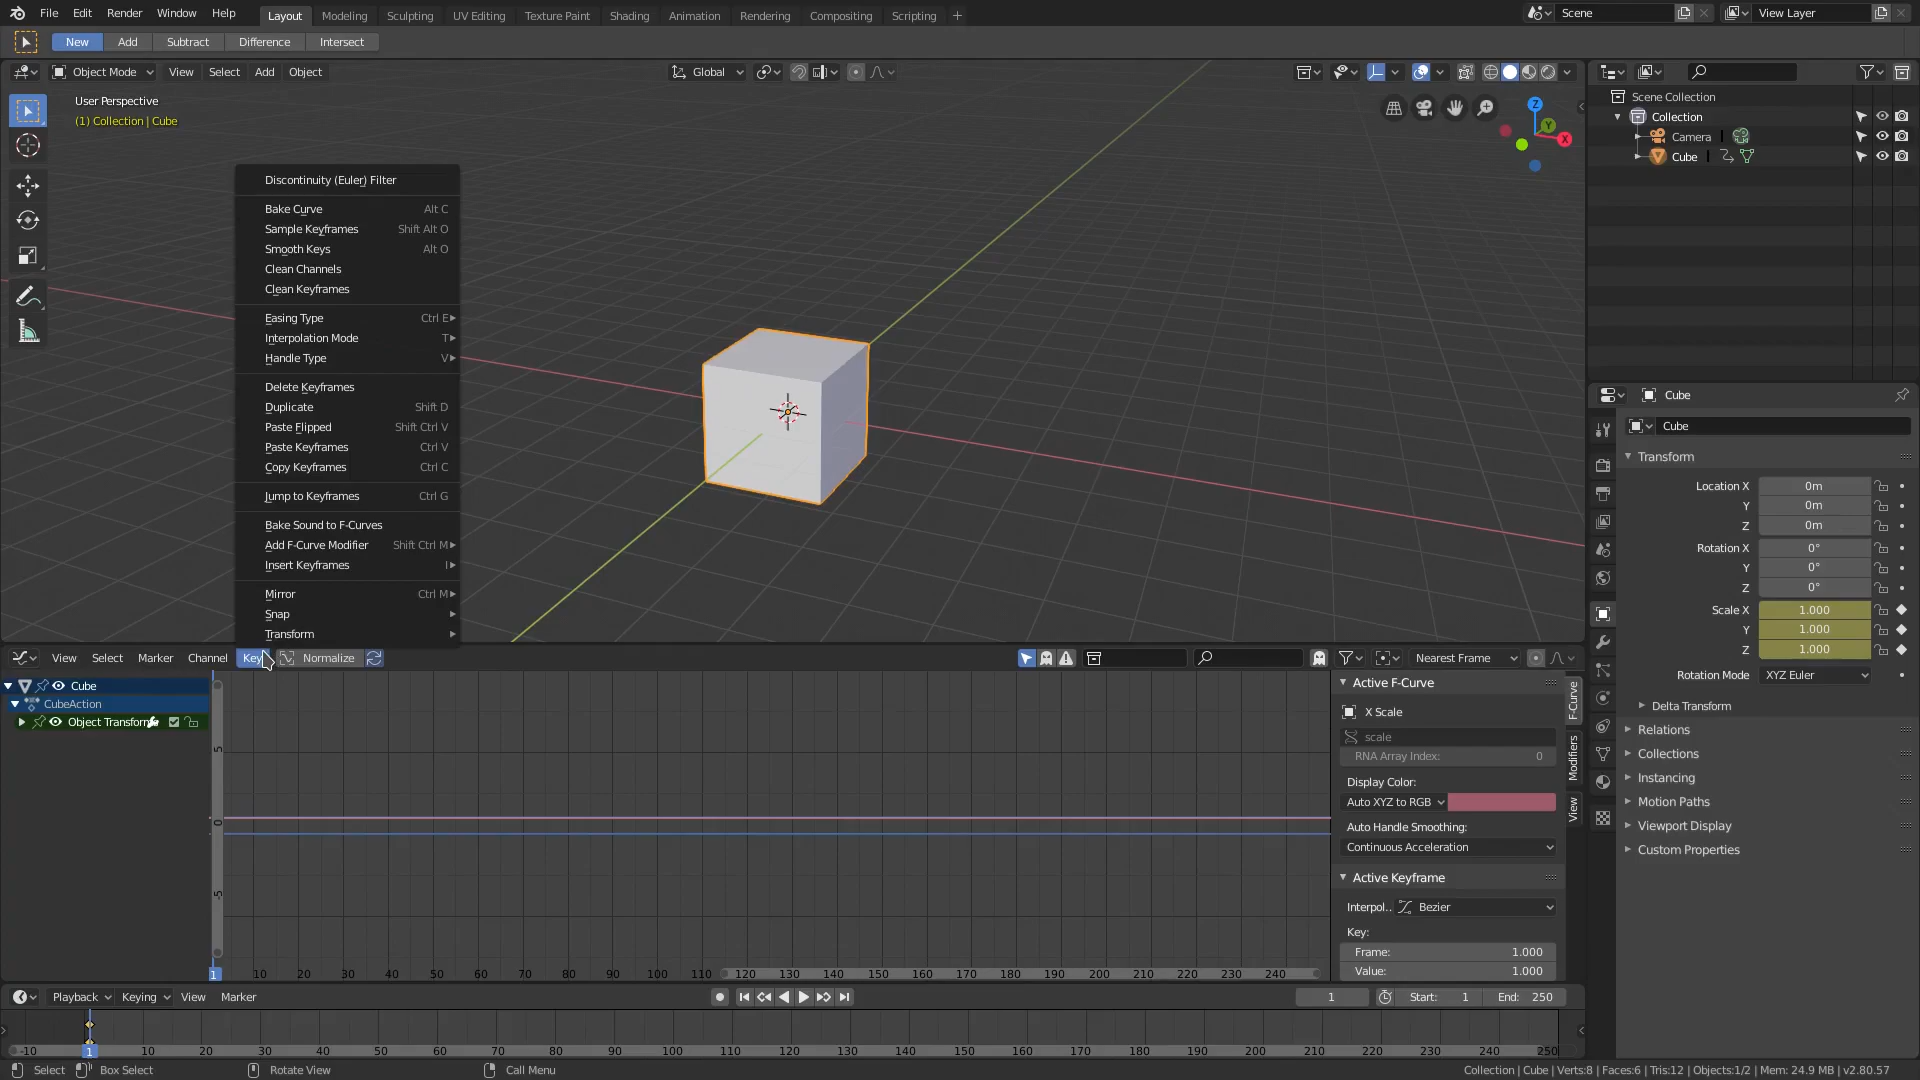 File Edit Render Window Help Layout Modeling Sculpting UV Editing Texture Paint Shading Animation Rendering Compositing Scripting + Scene View Layer
New Add Subtract Difference Intersect
Object Mode View Select Add Object Global
User Perspective
(1) Collection | Cube
Z
Y
X
Discontinuity (Euler) Filter
Bake Curve Alt C
Sample Keyframes Shift Alt O
Smooth Keys Alt O
Clean Channels
Clean Keyframes
Easing Type Ctrl E
Interpolation Mode T
Handle Type V
Delete Keyframes
Duplicate Shift D
Paste Flipped Shift Ctrl V
Paste Keyframes Ctrl V
Copy Keyframes Ctrl C
Jump to Keyframes Ctrl G
Bake Sound to F-Curves
Add F-Curve Modifier Shift Ctrl M
Insert Keyframes I
Mirror Ctrl M
Snap
Transform
Scene Collection
Collection
Camera
Cube
Cube
Cube
Transform
Location X 0m
Y 0m
Z 0m
Rotation X 0°
Y 0°
Z 0°
Scale X 1.000
Y 1.000
Z 1.000
Rotation Mode XYZ Euler
Delta Transform
Relations
Collections
Instancing
Motion Paths
Viewport Display
Custom Properties
View Select Marker Channel Key Normalize Nearest Frame
Cube
CubeAction
Object Transform
5
0
-5
1 10 20 30 40 50 60 70 80 90 100 110 120 130 140 150 160 170 180 190 200 210 220 230 240
Active F-Curve
X Scale
scale
RNA Array Index: 0
Display Color:
Auto XYZ to RGB
Auto Handle Smoothing:
Continuous Acceleration
Active Keyframe
Interpol.. Bezier
Key:
Frame: 1.000
Value: 1.000
F-Curve
Modifiers
View
Playback Keying View Marker 1 Start: 1 End: 250
-10 1 10 20 30 40 50 60 70 80 90 100 110 120 130 140 150 160 170 180 190 200 210 220 230 240 250
Select Box Select Rotate View Call Menu Collection | Cube | Verts:8 | Faces:6 | Tris:12 | Objects:1/2 | Mem: 24.9 MB | v2.80.57